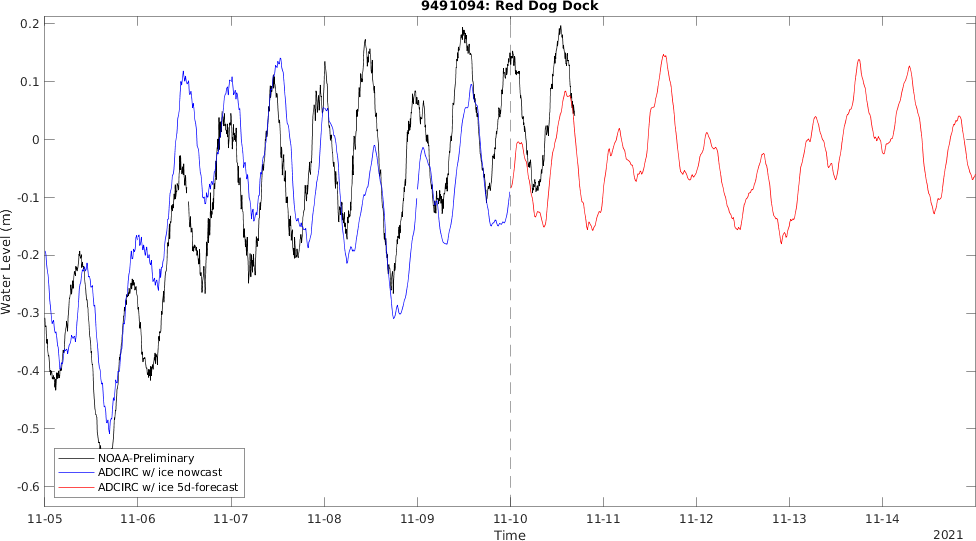 9491094: Red Dog Dock
0.2
0.1
0
-0.1
-0.2
-0.3
-0.4
-0.5
-0.6
Water Level (m)
NOAA-Preliminary
ADCIRC w/ ice nowcast
ADCIRC w/ ice 5d-forecast
11-05 11-06 11-07 11-08 11-09 11-10 11-11 11-12 11-13 11-14
Time
2021